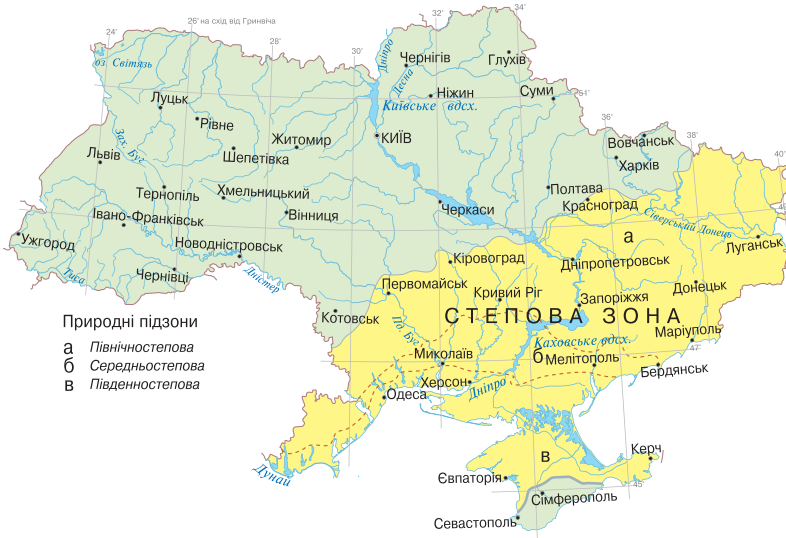 26° на схід від Гринвіча
24'
30'
32'
34'
Дніпро
оз. Світязь
Чернігів
Глухів
Десна
Луцьк
Ніжин
Суми
51'
Київське вдсх.
Рівне
36'
Зах. Буг
Житомир
КИЇВ
Вовчанськ
38'
40'
Львів
Шепетівка
Харків
Тернопіль
Хмельницький
Полтава
Красноград
Івано-Франківськ
Вінниця
Черкаси
49'
Сіверський Донець
Ужгород
Новодністровськ
а
Луганськ
Кіровоград
Дніпропетровськ
Тиса
Чернівці
Дністер
Первомайськ
Кривий Ріг
Донецьк
Запоріжжя
Котовськ
СТЕПОВА ЗОНА
Природні підзони
Пд. Буг
Маріуполь
Каховське вдсх.
47'
а Північностепова
Миколаїв
б
Мелітополь
б Середньостепова
Бердянськ
в Південностепова
Херсон
Дніпро
Одеса
Керч
в
Дунай
Євпаторія
45'
Сімферополь
Севастополь